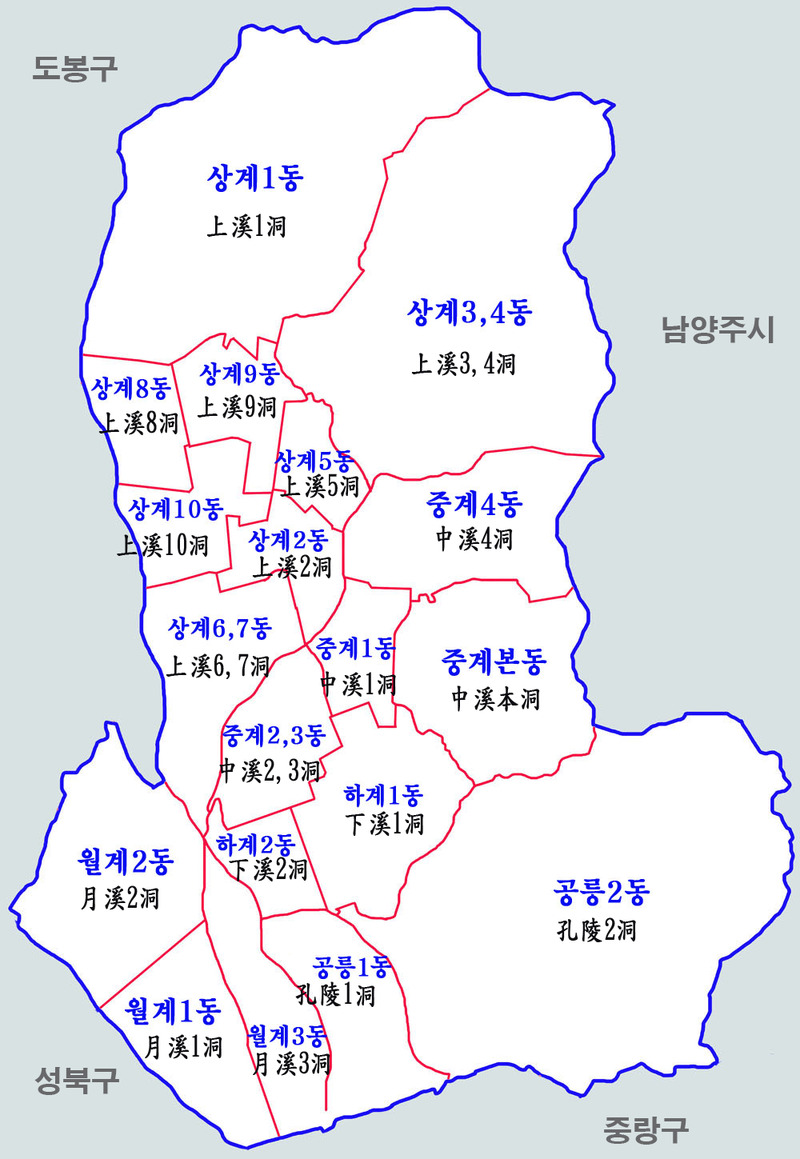 도봉구
상계1동
上溪1洞
상계3,4동
上溪3,4洞
남양주시
상계8동
上溪8洞
상계9동
上溪9洞
상계5동
上溪5洞
상계10동
上溪10洞
상계2동
上溪2洞
중계4동
中溪4洞
상계6,7동
上溪6,7洞
중계1동
中溪1洞
중계본동
中溪本洞
중계2,3동
中溪2,3洞
하계1동
下溪1洞
하계2동
下溪2洞
월계2동
月溪2洞
공릉2동
孔陵2洞
공릉1동
孔陵1洞
월계1동
月溪1洞
월계3동
月溪3洞
성북구
중랑구